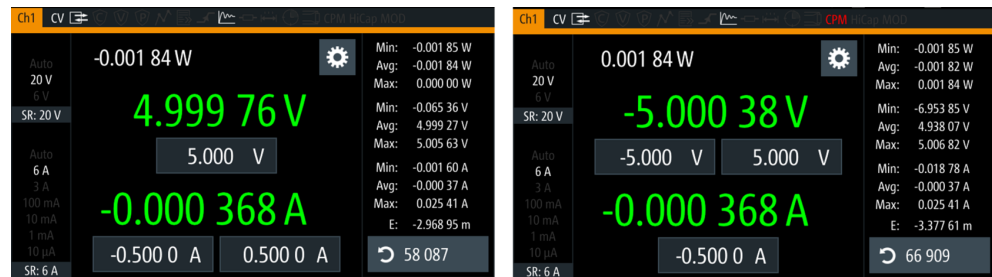 Ch1 CV CPM HiCap MOD
-0.001 84 W
Auto
20 V
6 V
SR: 20 V
4.999 76 V
5.000 V
Auto
6 A
3 A
100 mA
10 mA
1 mA
10 µA
SR: 6 A
-0.000 368 A
-0.500 0 A 0.500 0 A
Min: -0.001 85 W
Avg: -0.001 84 W
Max: 0.000 00 W
Min: -0.065 36 V
Avg: 4.999 27 V
Max: 5.005 63 V
Min: -0.001 60 A
Avg: -0.000 37 A
Max: 0.025 41 A
E: -2.968 95 m
58 087
Ch1 CV CPM HiCap MOD
0.001 84 W
Auto
20 V
6 V
SR: 20 V
-5.000 38 V
-5.000 V 5.000 V
Auto
6 A
3 A
100 mA
10 mA
1 mA
10 µA
SR: 6 A
-0.000 368 A
-0.500 0 A
Min: -0.001 85 W
Avg: -0.001 82 W
Max: 0.001 84 W
Min: -6.953 85 V
Avg: 4.938 07 V
Max: 5.006 82 V
Min: -0.018 78 A
Avg: -0.000 37 A
Max: 0.025 41 A
E: -3.377 61 m
66 909